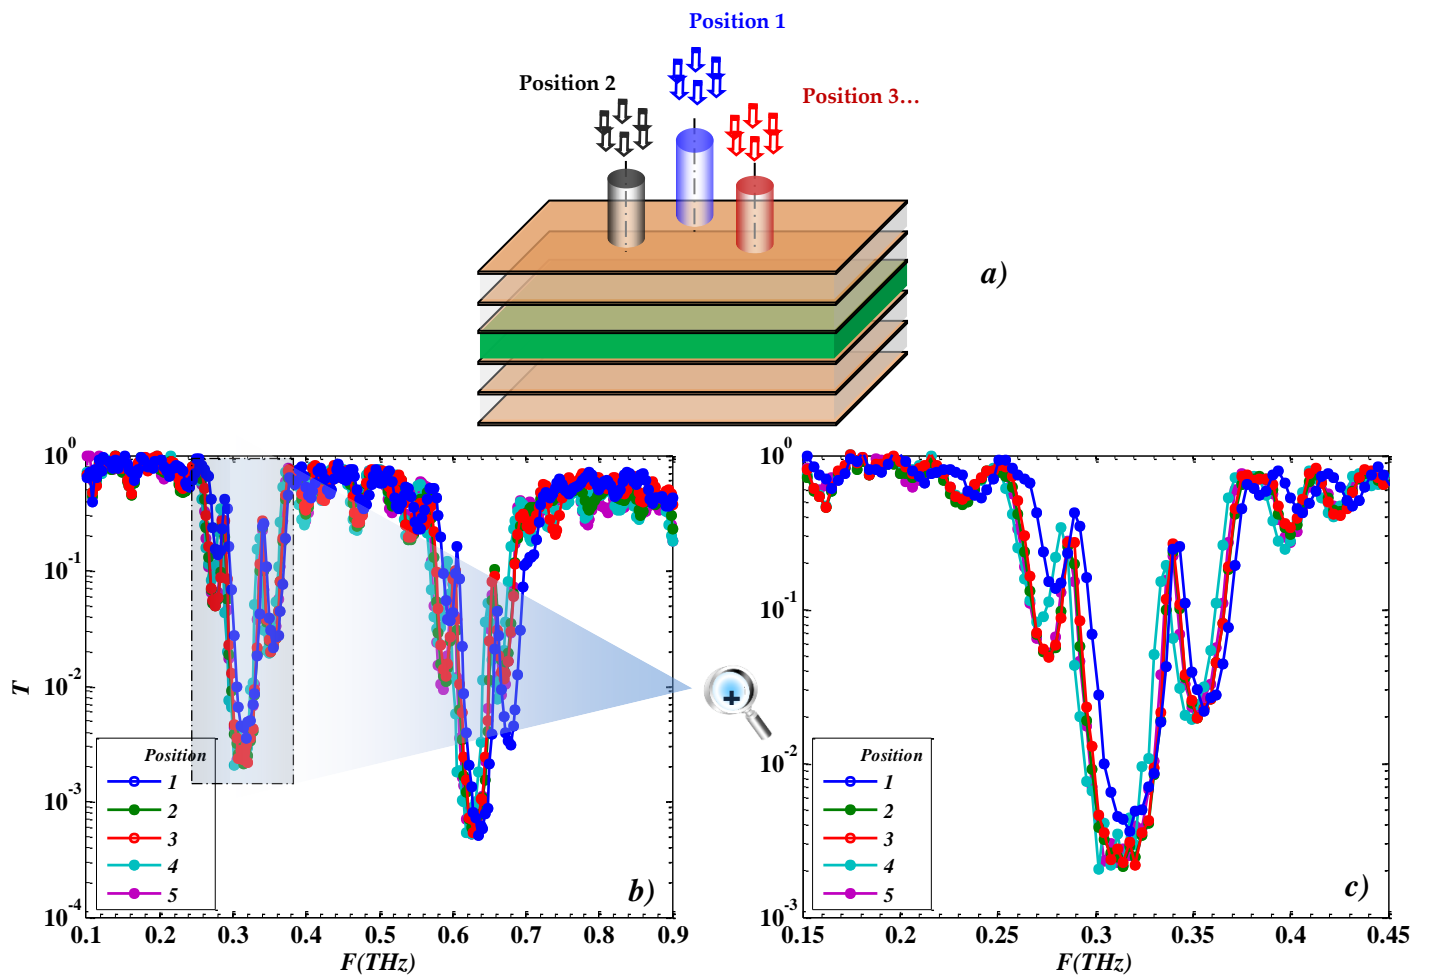 Position 1
Position 2
Position 3...
a)
10^0
10^-1
10^-2
10^-3
10^-4
T
Position
1
2
3
4
5
b)
0.1 0.2 0.3 0.4 0.5 0.6 0.7 0.8 0.9
F(THz)
10^0
10^-1
10^-2
10^-3
Position
1
2
3
4
5
c)
0.15 0.2 0.25 0.3 0.35 0.4 0.45
F(THz)